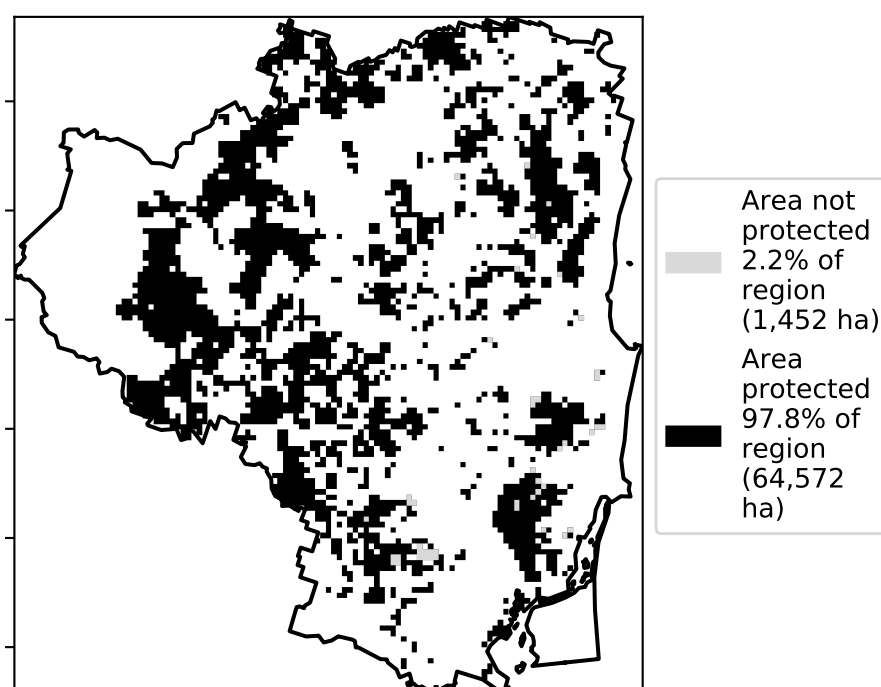 Area not
protected
2.2% of
region
(1,452 ha)
Area
protected
97.8% of
region
(64,572
ha)